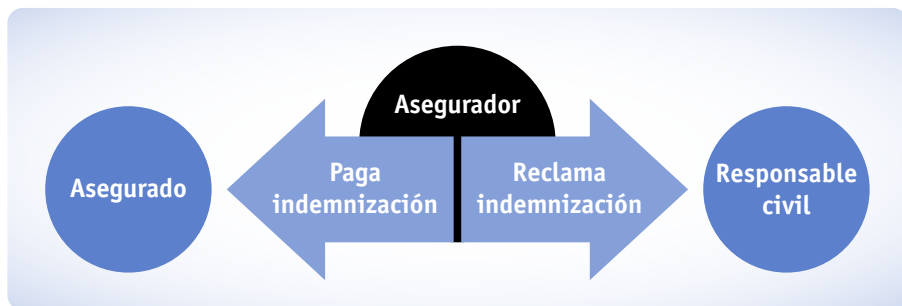 Asegurador
Asegurado
Paga
indemnización
Reclama
indemnización
Responsable
civil